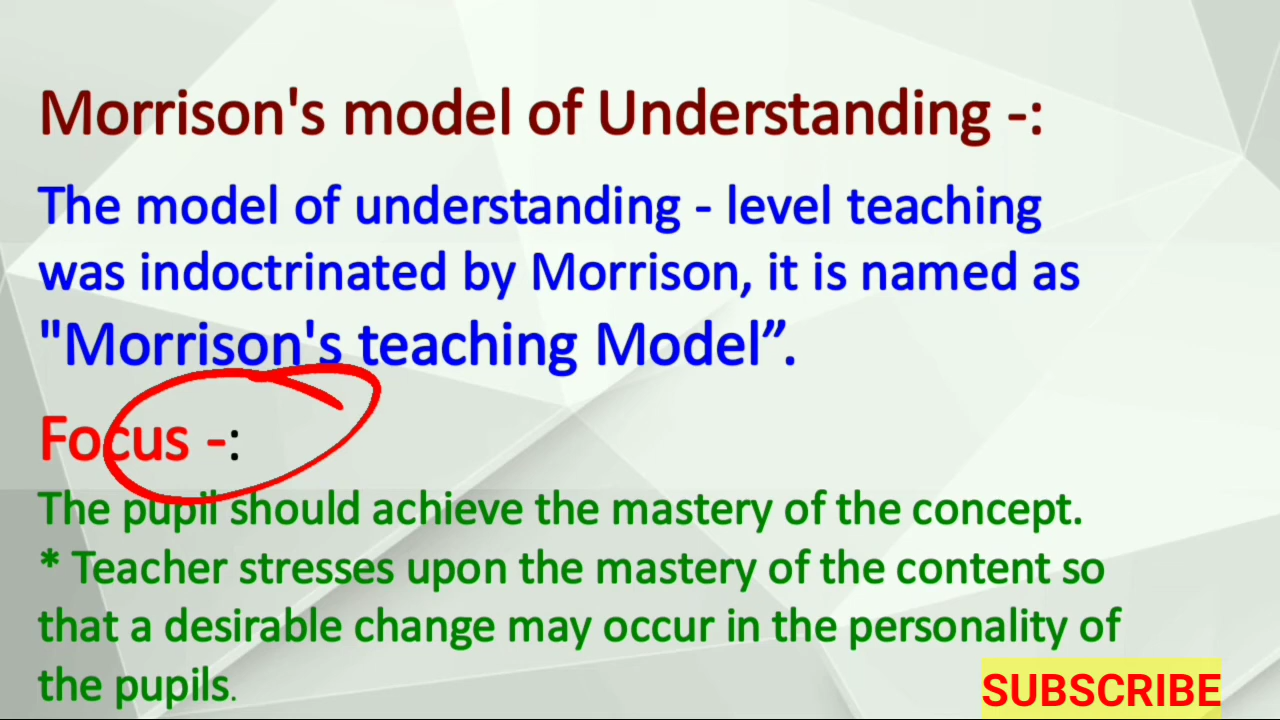 Morrison's model of Understanding -:
The model of understanding - level teaching
was indoctrinated by Morrison, it is named as
"Morrison's teaching Model”.
Focus -:
The pupil should achieve the mastery of the concept.
* Teacher stresses upon the mastery of the content so
that a desirable change may occur in the personality of
the pupils.
SUBSCRIBE